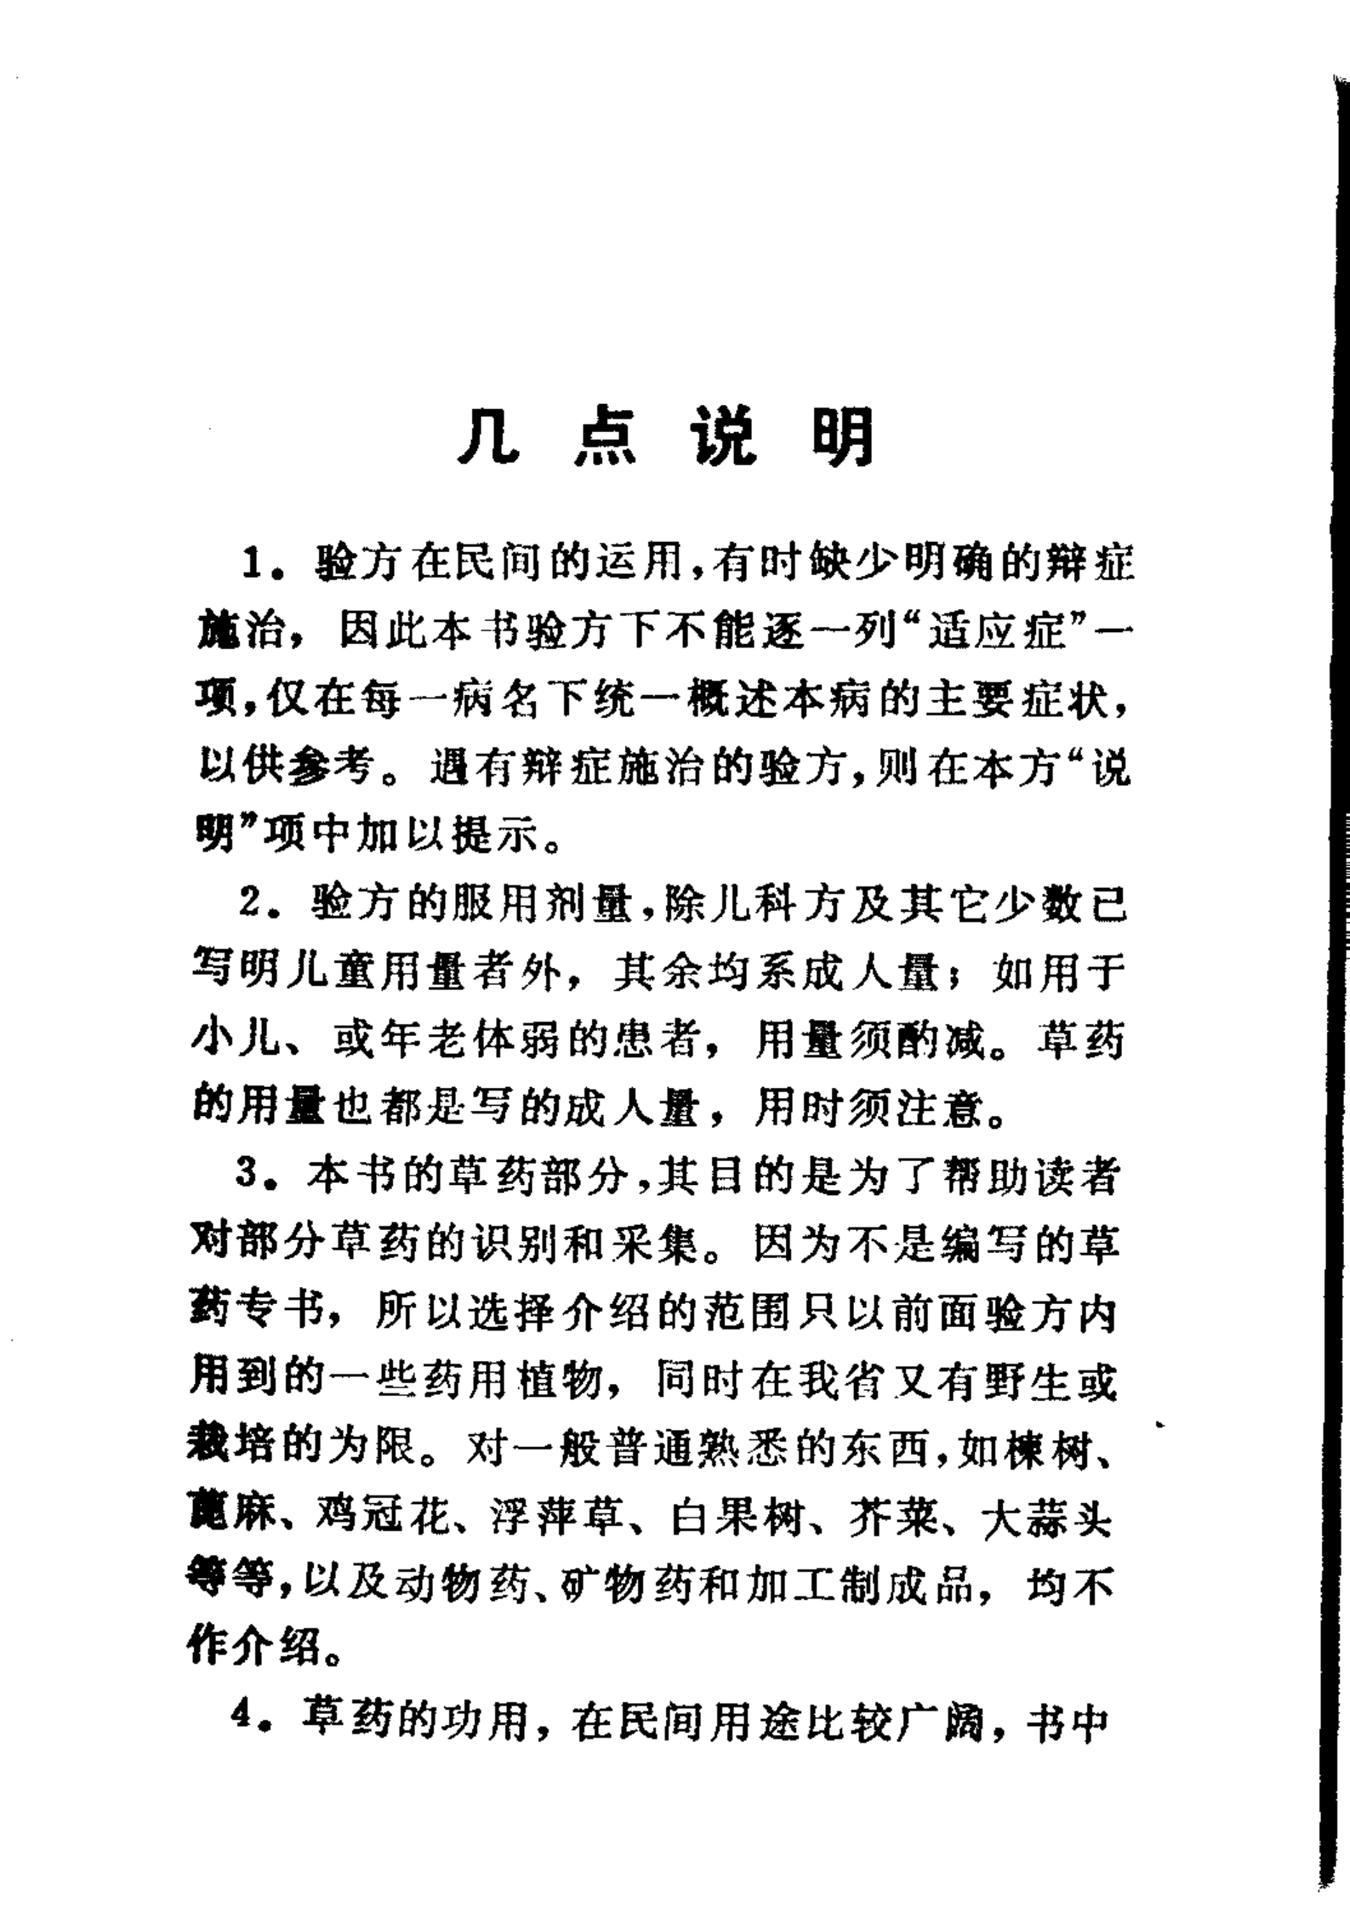 几点说明
1．验方在民间的运用，有时缺少明确的辩症
施治，因此本书验方下不能逐一列“适应症”一
项，仅在每一病名下统一概述本病的主要症状，
以供参考。遇有辩症施治的验方，则在本方“说
明”项中加以提示。
2．验方的服用剂量，除儿科方及其它少数已
写明儿童用量者外，其余均系成人量；如用于
小儿、或年老体弱的患者，用量须酌减。草药
的用量也都是写的成人量，用时须注意。
3．本书的草药部分，其目的是为了帮助读者
对部分草药的识别和采集。因为不是编写的草
药专书，所以选择介绍的范围只以前面验方内
用到的一些药用植物，同时在我省又有野生或
栽培的为限。对一般普通熟悉的东西，如楝树、
蓖麻、鸡冠花、浮萍草、白果树、芥菜、大蒜头
等等，以及动物药、矿物药和加工制成品，均不
作介绍。
4．草药的功用，在民间用途比较广阔，书中